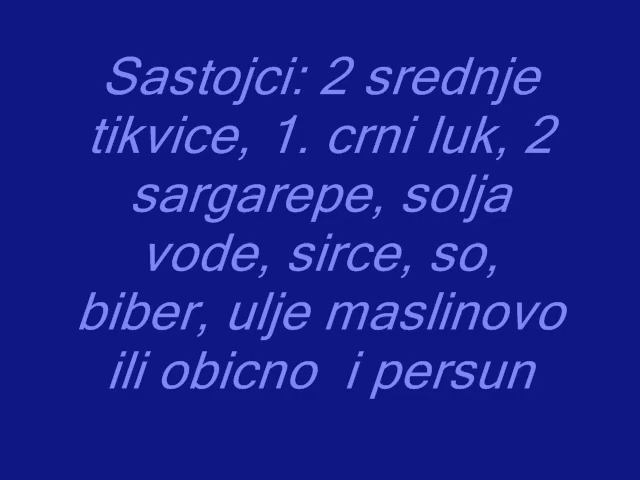 Sastojci: 2 srednje
tikvice, 1. crni luk, 2
sargarepe, solja
vode, sirce, so,
biber, ulje maslinovo
ili obicno  i persun